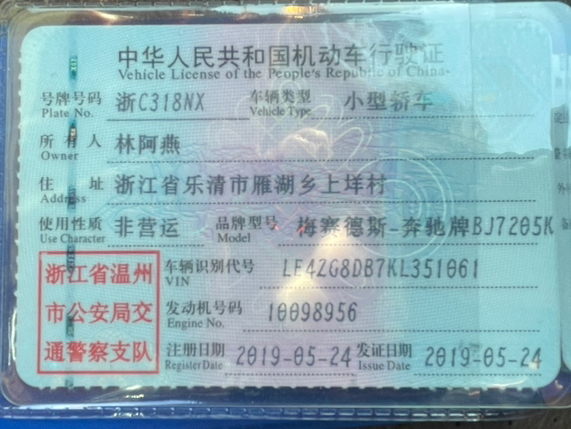 中华人民共和国机动车行驶证
Vehicle License of the People's Republic of China
号牌号码 Plate No. 浙C318NX 车辆类型 Vehicle Type 小型轿车
所有人 Owner 林阿燕
住址 Address 浙江省乐清市雁湖乡上垟村
使用性质 Use Character 非营运 品牌型号 Model 梅赛德斯-奔驰牌BJ7205K
浙江省温州市公安局交通警察支队
车辆识别代号 VIN LE4ZG8DB7KL351061
发动机号码 Engine No. 10098956
注册日期 Register Date 2019-05-24 发证日期 Issue Date 2019-05-24